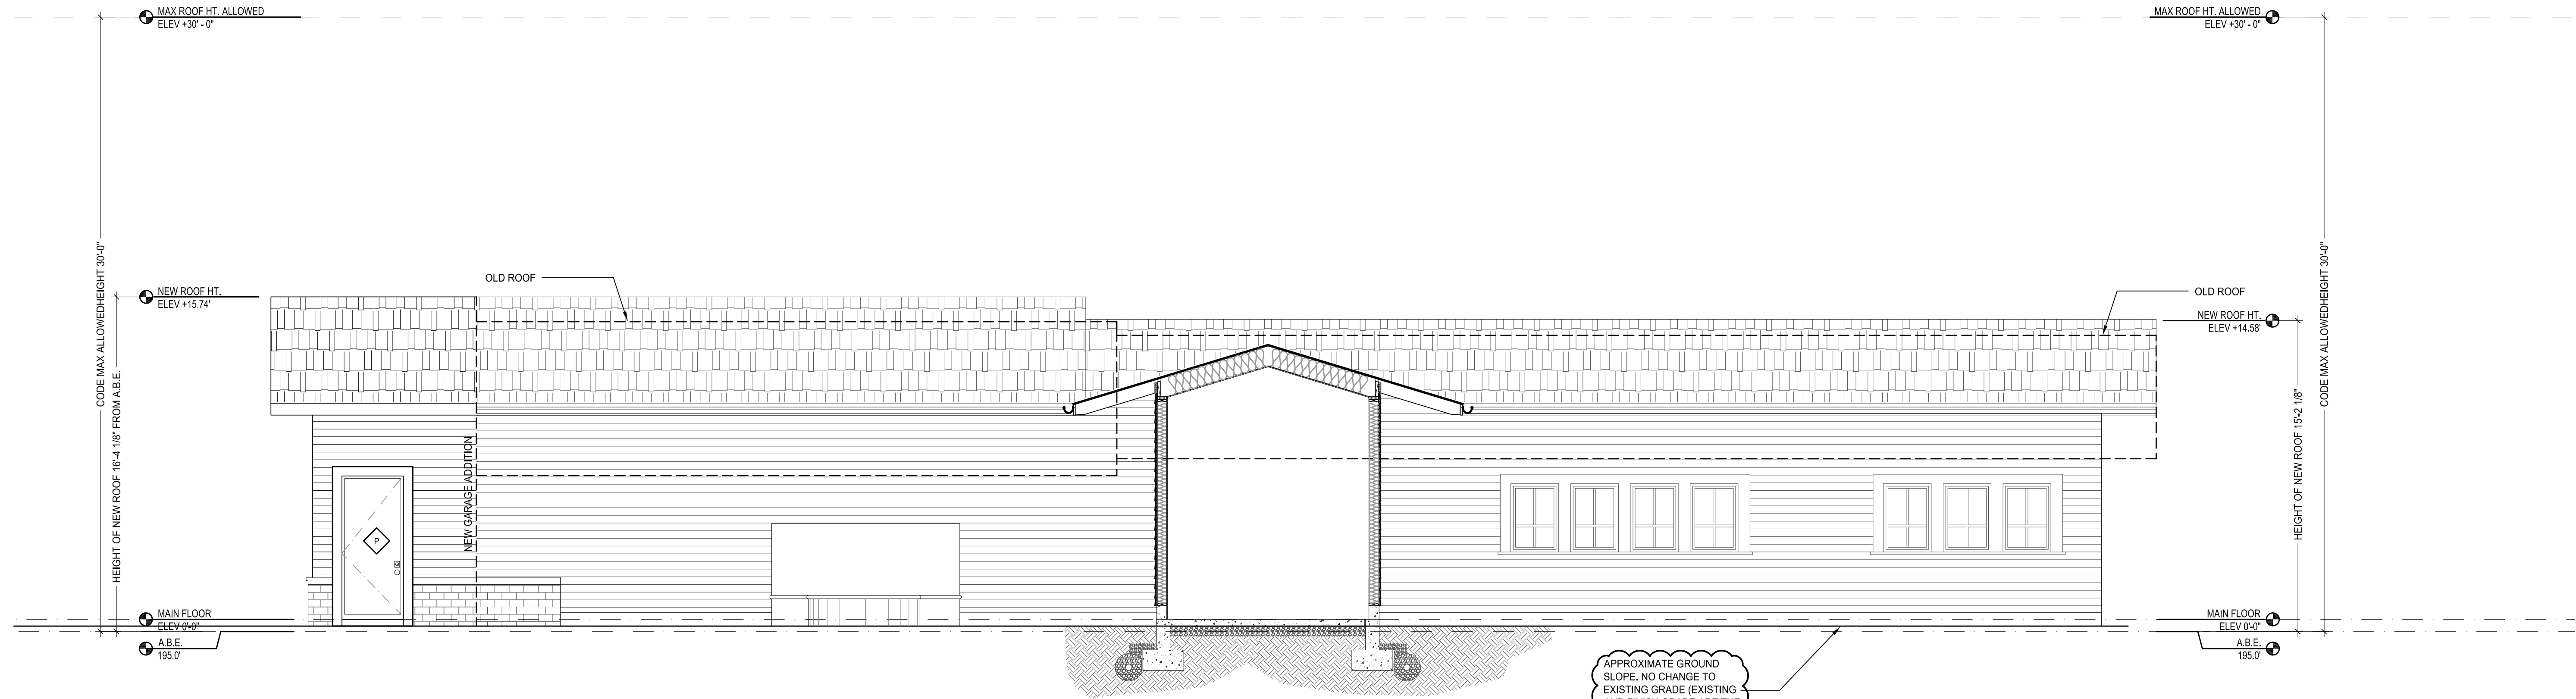 MAX ROOF HT. ALLOWED
ELEV +30' - 0"
MAX ROOF HT. ALLOWED
ELEV +30' - 0"
CODE MAX ALLOWEDHEIGHT 30'-0"
HEIGHT OF NEW ROOF 16'-4 1/8" FROM A.B.E.
NEW ROOF HT.
ELEV +15.74'
OLD ROOF
OLD ROOF
NEW ROOF HT.
ELEV +14.58'
CODE MAX ALLOWEDHEIGHT 30'-0"
HEIGHT OF NEW ROOF 15'-2 1/8"
NEW GARAGE ADDITION
P
MAIN FLOOR
ELEV 0'-0"
A.B.E.
195.0'
MAIN FLOOR
ELEV 0'-0"
A.B.E.
195.0'
APPROXIMATE GROUND
SLOPE. NO CHANGE TO
EXISTING GRADE (EXISTING